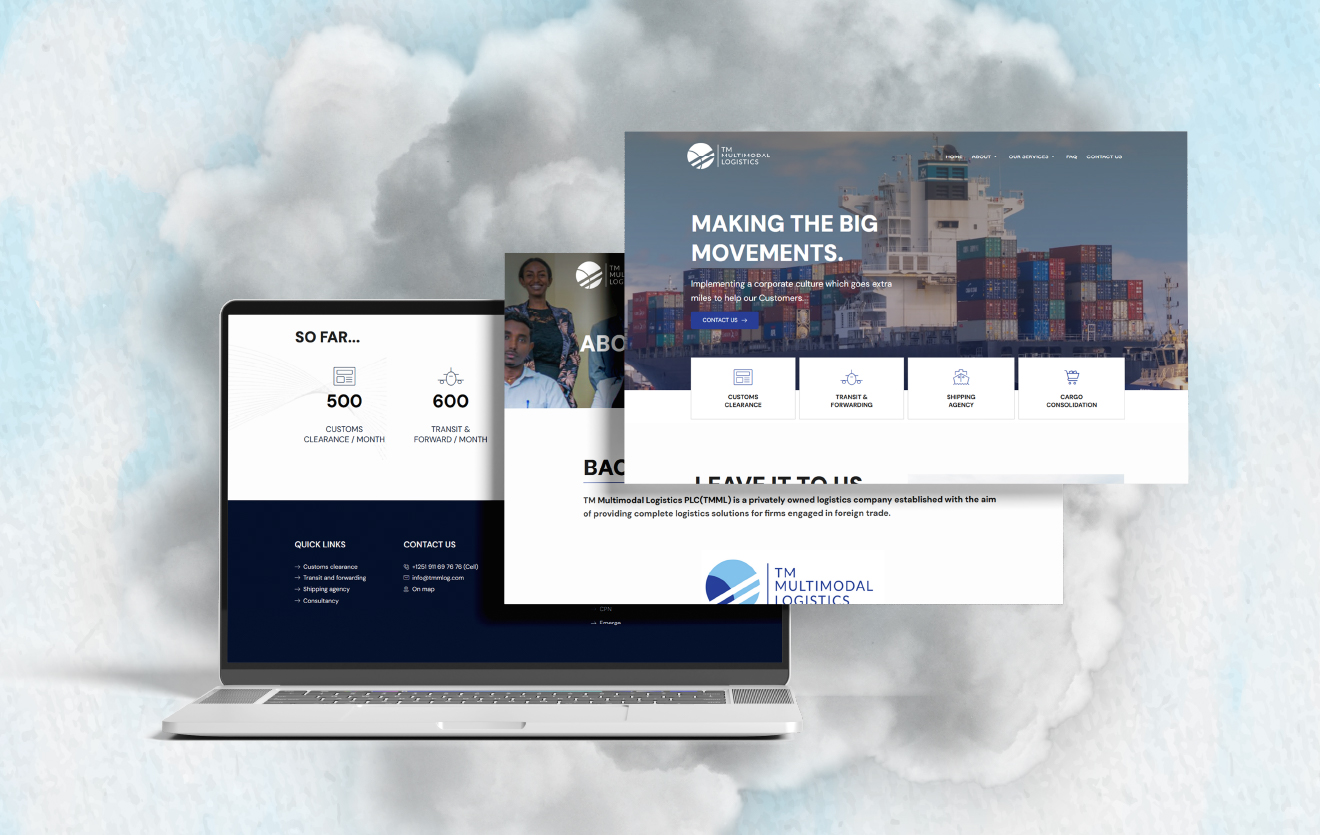 TM
MULTIMODAL
LOGISTICS
HOME ABOUT OUR SERVICES FAQ CONTACT US
MAKING THE BIG
MOVEMENTS.
Implementing a corporate culture which goes extra
miles to help our Customers.
CONTACT US →
CUSTOMS
CLEARANCE
TRANSIT &
FORWARDING
SHIPPING
AGENCY
CARGO
CONSOLIDATION
LEAVE IT TO US
TM
MUL
LOG
ABO
BAC
TM Multimodal Logistics PLC(TMML) is a privately owned logistics company established with the aim
of providing complete logistics solutions for firms engaged in foreign trade.
TM
MULTIMODAL
LOGISTICS
SO FAR...
500
CUSTOMS
CLEARANCE / MONTH
600
TRANSIT &
FORWARD / MONTH
QUICK LINKS
→ Customs clearance
→ Transit and forwarding
→ Shipping agency
→ Consultancy
CONTACT US
+(251) 911 69 76 76 (Cell)
info@tmmlog.com
On map
CPN
→ Emerge